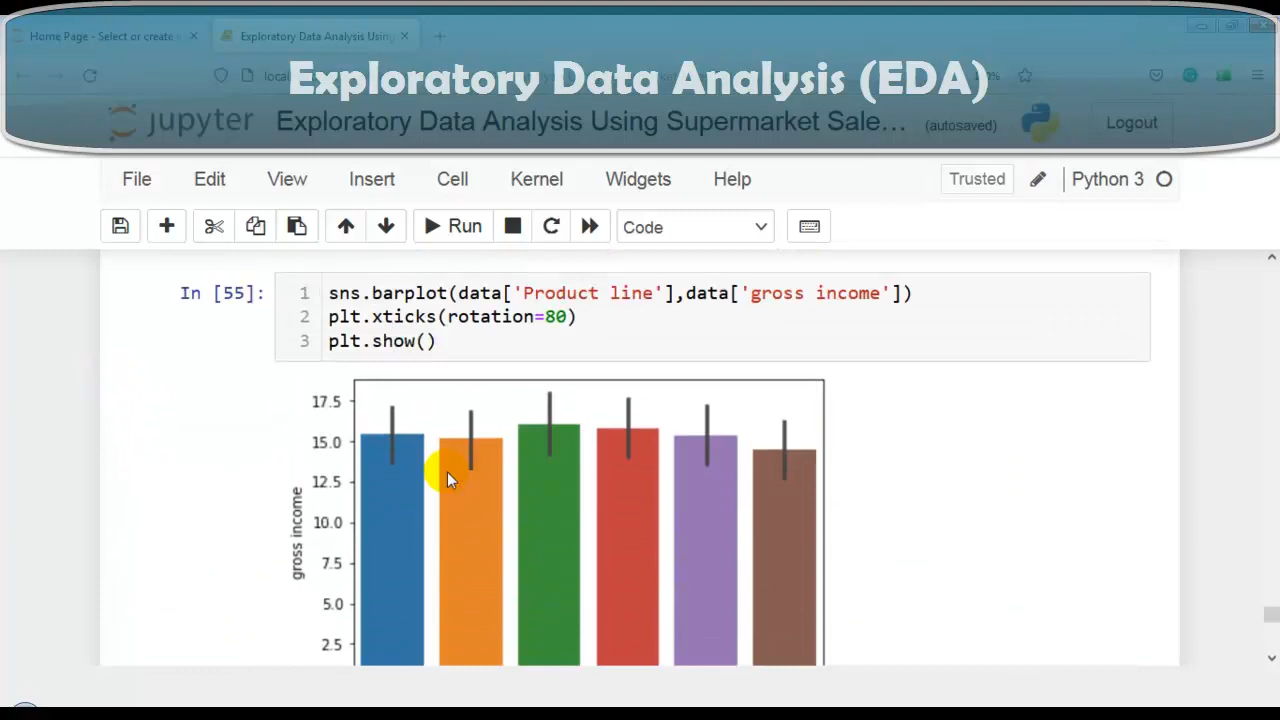 Home Page - Select or create
Exploratory Data Analysis Using
Exploratory Data Analysis (EDA)
jupyter Exploratory Data Analysis Using Supermarket Sale... (autosaved) Logout
File Edit View Insert Cell Kernel Widgets Help Trusted Python 3
Run Code
In [55]: 1 sns.barplot(data['Product line'],data['gross income'])
2 plt.xticks(rotation=80)
3 plt.show()
17.5
15.0
12.5
10.0
7.5
5.0
2.5
gross income